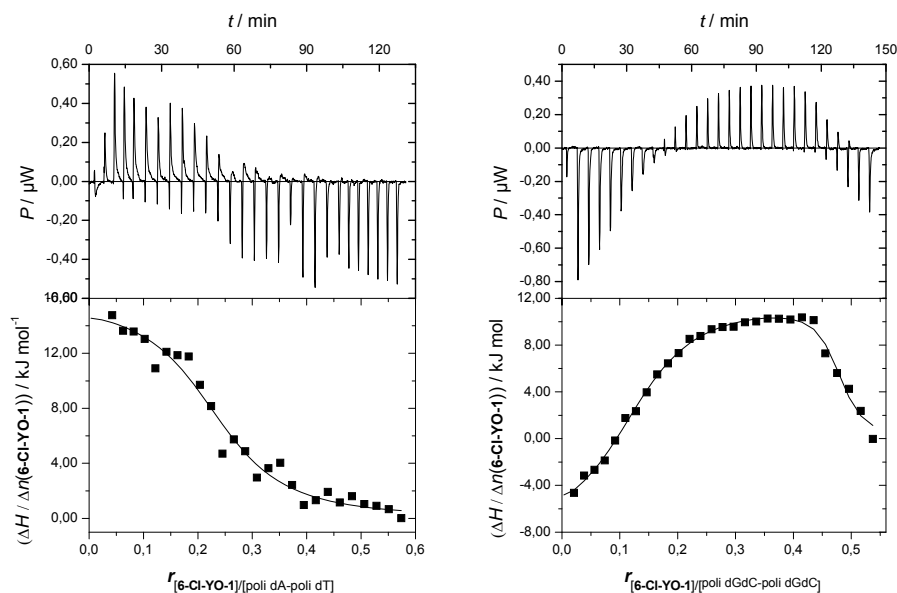 t / min
0 30 60 90 120
0,60
0,40
0,20
0,00
-0,20
-0,40
P / µW
16,00
12,00
8,00
4,00
0,00
(ΔH / Δn(6-Cl-YO-1)) / kJ mol⁻¹
0,0 0,1 0,2 0,3 0,4 0,5 0,6
r[6-Cl-YO-1]/[poli dA-poli dT]
t / min
0 30 60 90 120 150
0,40
0,20
0,00
-0,20
-0,40
-0,60
-0,80
P / µW
12,00
8,00
4,00
0,00
-4,00
-8,00
(ΔH / Δn(6-Cl-YO-1)) / kJ mol
0,0 0,1 0,2 0,3 0,4 0,5
r[6-Cl-YO-1]/[poli dGdC-poli dGdC]